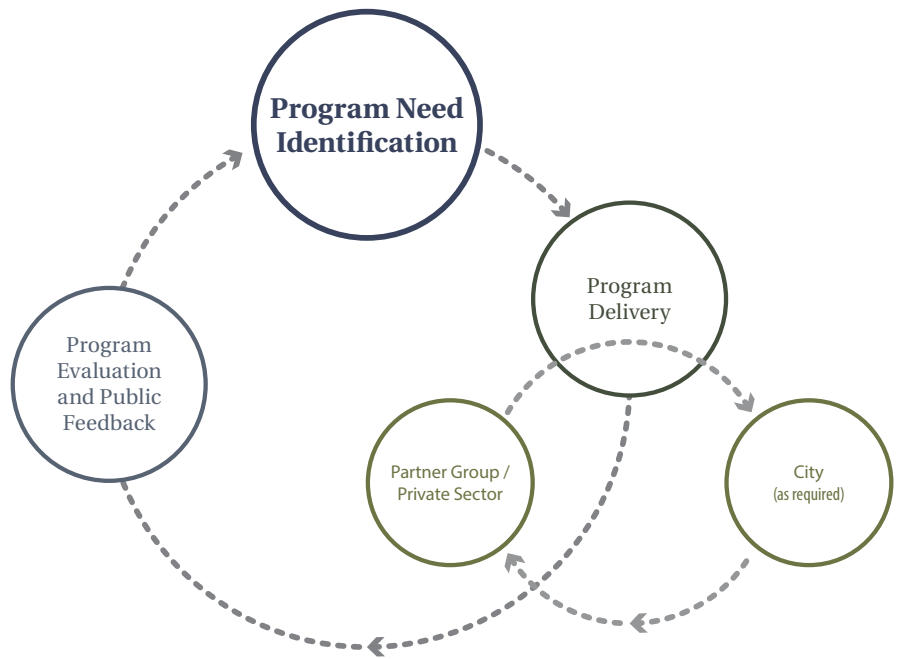 Program Need
Identification
Program
Delivery
Program
Evaluation
and Public
Feedback
Partner Group /
Private Sector
City
(as required)